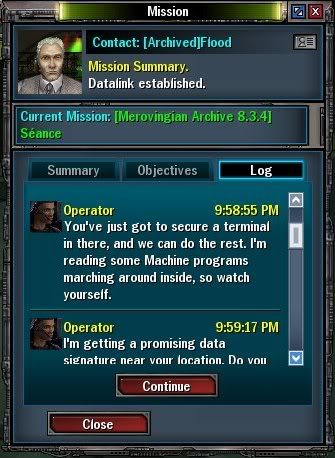 Mission
Contact: [Archived]Flood
Mission Summary.
Datalink established.
Current Mission: [Merovingian Archive 8.3.4]
Séance
Summary
Objectives
Log
Operator 9:58:55 PM
You've just got to secure a terminal
in there, and we can do the rest. I'm
reading some Machine programs
marching around inside, so watch
yourself.
Operator 9:59:17 PM
I'm getting a promising data
signature near your location. Do you
Continue
Close